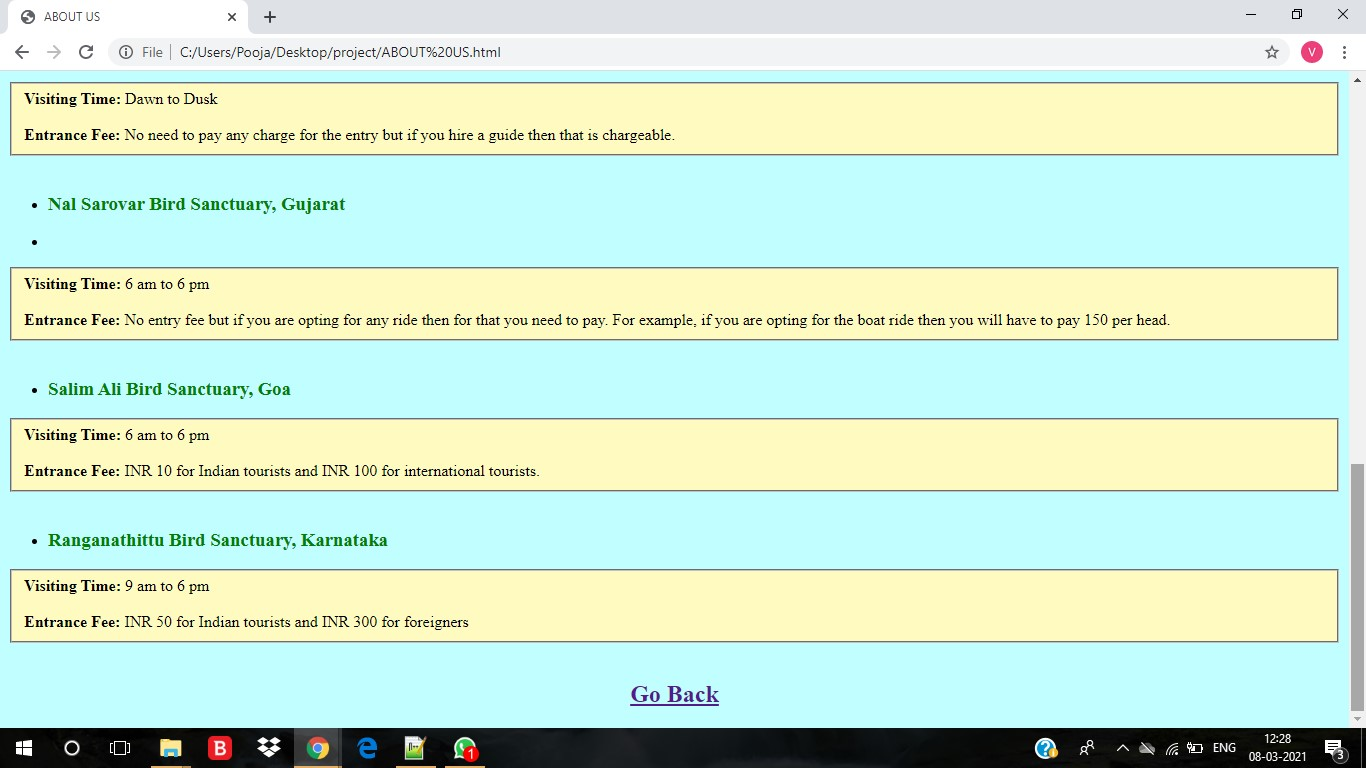 ABOUT US
File | C:/Users/Pooja/Desktop/project/ABOUT%20US.html
V
Visiting Time: Dawn to Dusk
Entrance Fee: No need to pay any charge for the entry but if you hire a guide then that is chargeable.
• Nal Sarovar Bird Sanctuary, Gujarat
•
Visiting Time: 6 am to 6 pm
Entrance Fee: No entry fee but if you are opting for any ride then for that you need to pay. For example, if you are opting for the boat ride then you will have to pay 150 per head.
• Salim Ali Bird Sanctuary, Goa
Visiting Time: 6 am to 6 pm
Entrance Fee: INR 10 for Indian tourists and INR 100 for international tourists.
• Ranganathittu Bird Sanctuary, Karnataka
Visiting Time: 9 am to 6 pm
Entrance Fee: INR 50 for Indian tourists and INR 300 for foreigners
Go Back
B
1
ENG
12:28
08-03-2021
3